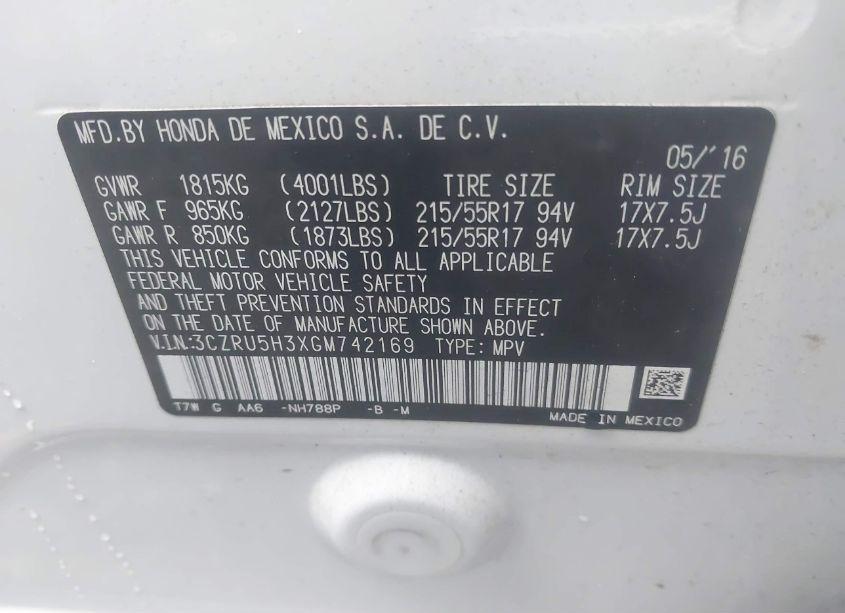 MFD.BY HONDA DE MEXICO S.A. DE C.V.
05/'16
GVWR 1815KG (4001LBS) TIRE SIZE RIM SIZE
GAWR F 965KG (2127LBS) 215/55R17 94V 17X7.5J
GAWR R 850KG (1873LBS) 215/55R17 94V 17X7.5J
THIS VEHICLE CONFORMS TO ALL APPLICABLE
FEDERAL MOTOR VEHICLE SAFETY
AND THEFT PREVENTION STANDARDS IN EFFECT
ON THE DATE OF MANUFACTURE SHOWN ABOVE.
V.I.N.:3CZRU5H3XGM742169 TYPE: MPV
T7W G AA6 -NH788P -B -M
MADE IN MEXICO